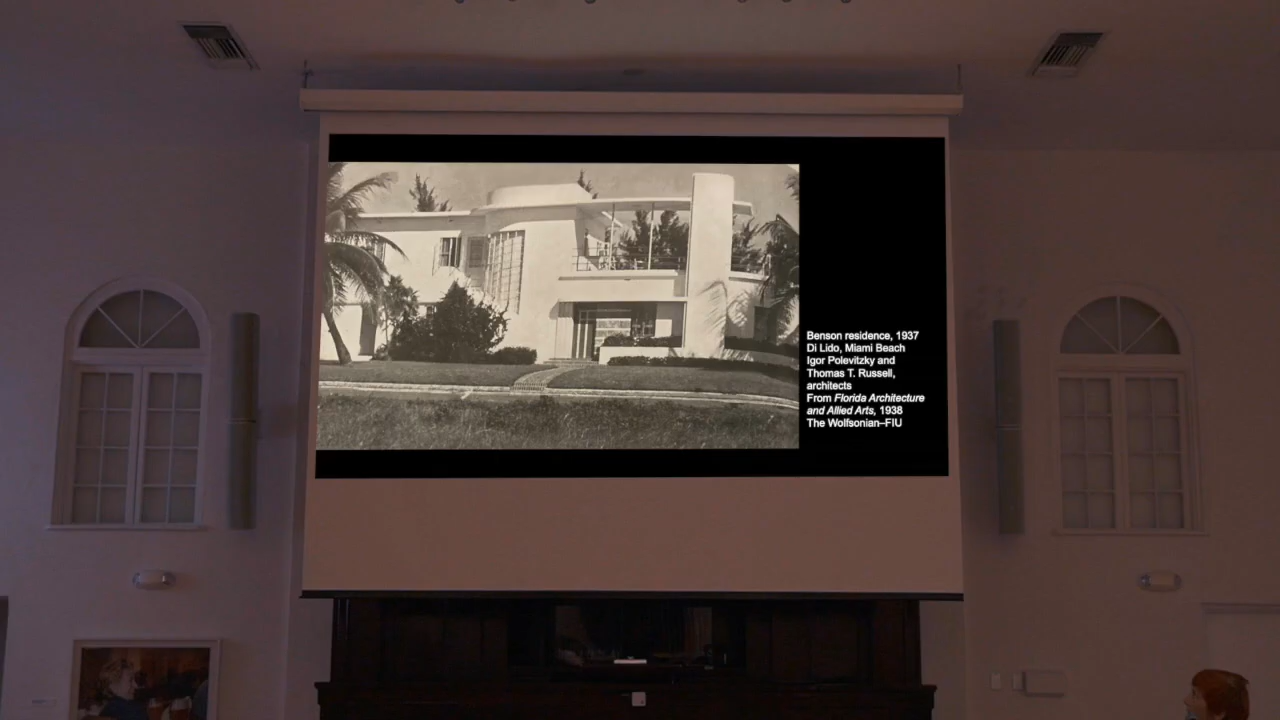 Benson residence, 1937
Di Lido, Miami Beach
Igor Polevitzky and
Thomas T. Russell,
architects
From Florida Architecture
and Allied Arts, 1938
The Wolfsonian–FIU